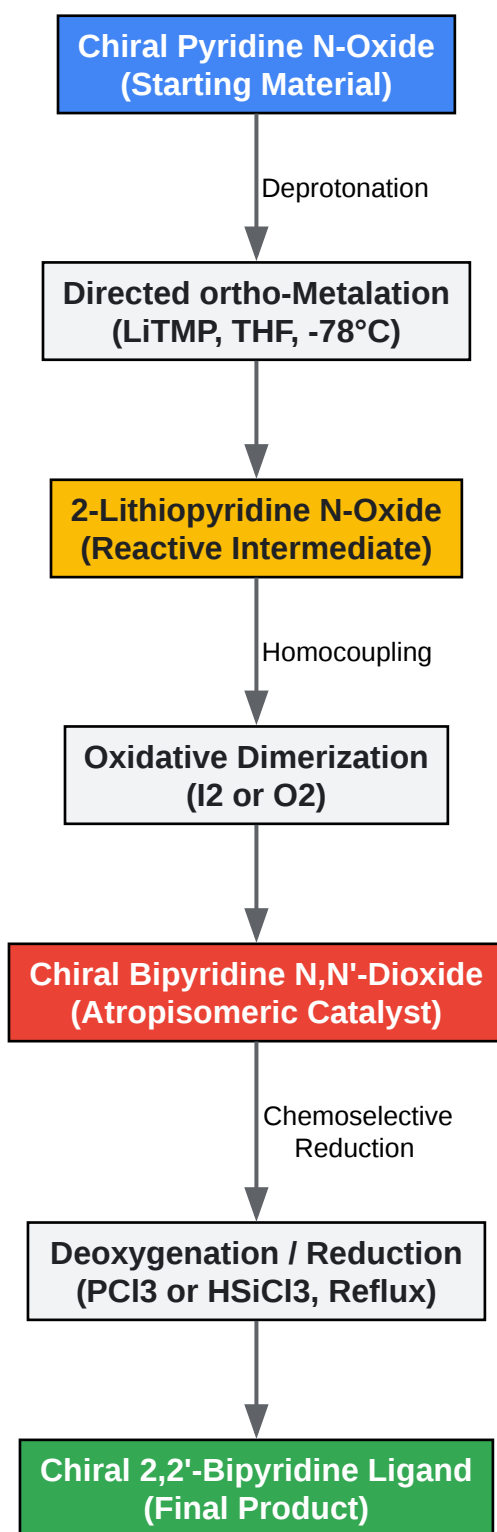 Chiral Pyridine N-Oxide
(Starting Material)
Deprotonation
Directed ortho-Metalation
(LiTMP, THF, -78°C)
2-Lithiopyridine N-Oxide
(Reactive Intermediate)
Homocoupling
Oxidative Dimerization
(I2 or O2)
Chiral Bipyridine N,N'-Dioxide
(Atropisomeric Catalyst)
Chemoselective
Reduction
Deoxygenation / Reduction
(PCl3 or HSiCl3, Reflux)
Chiral 2,2'-Bipyridine Ligand
(Final Product)